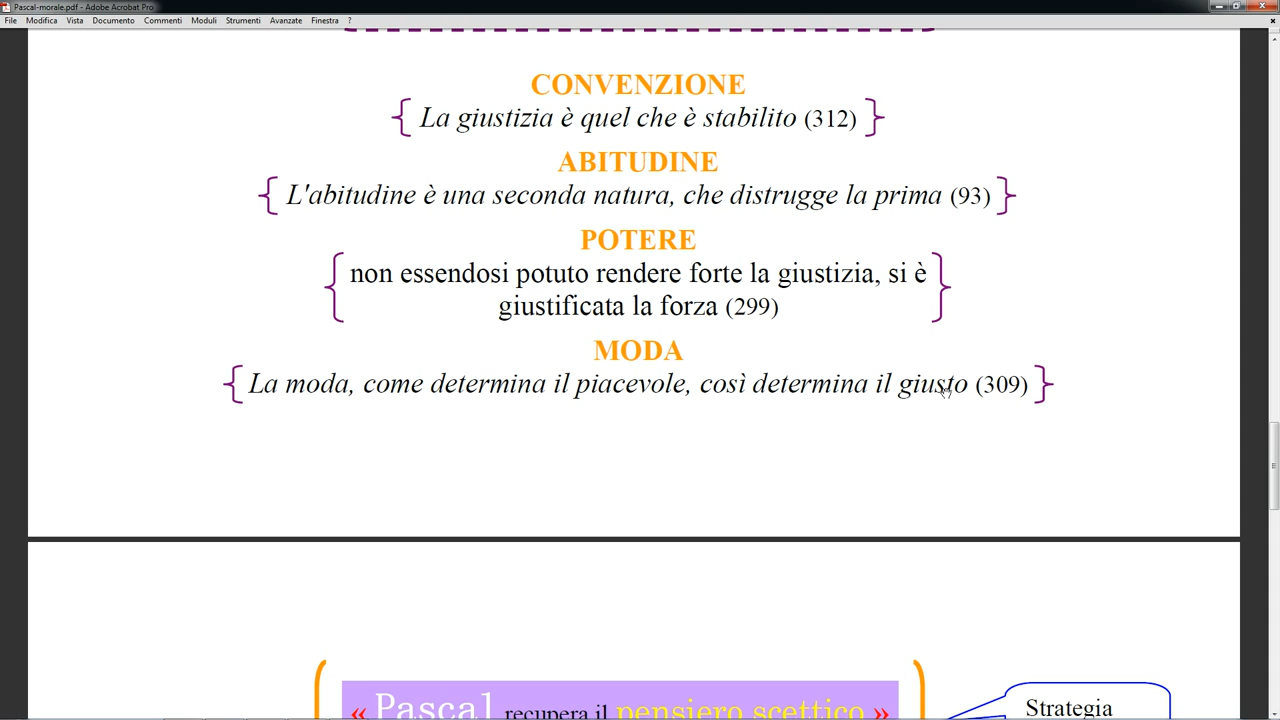 Pascal-morale.pdf - Adobe Acrobat Pro
File Modifica Vista Documento Commenti Moduli Strumenti Avanzate Finestra ?
CONVENZIONE
La giustizia è quel che è stabilito (312)
ABITUDINE
L'abitudine è una seconda natura, che distrugge la prima (93)
POTERE
non essendosi potuto rendere forte la giustizia, si è
giustificata la forza (299)
MODA
La moda, come determina il piacevole, così determina il giusto (309)
« Pascal recupera il pensiero scettico »
Strategia